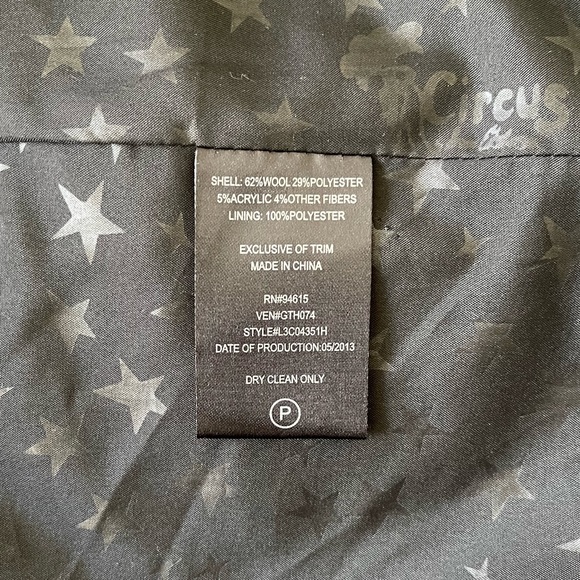 Circus
SHELL: 62%WOOL 29%POLYESTER
5%ACRYLIC 4%OTHER FIBERS
LINING: 100%POLYESTER
EXCLUSIVE OF TRIM
MADE IN CHINA
RN#94615
VEN#GTH074
STYLE#L3C04351H
DATE OF PRODUCTION:05/2013
DRY CLEAN ONLY
P